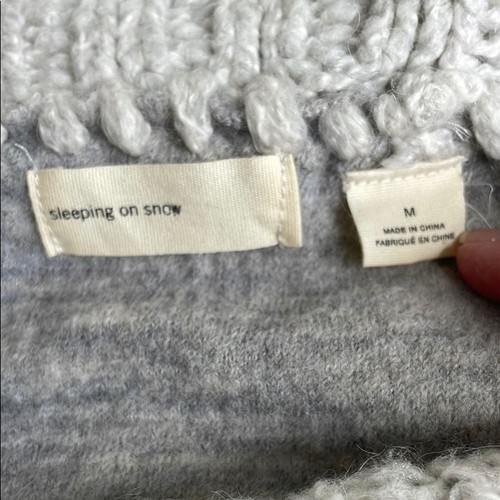 sleeping on snow
M
MADE IN CHINA
FABRIQUÉ EN CHINE